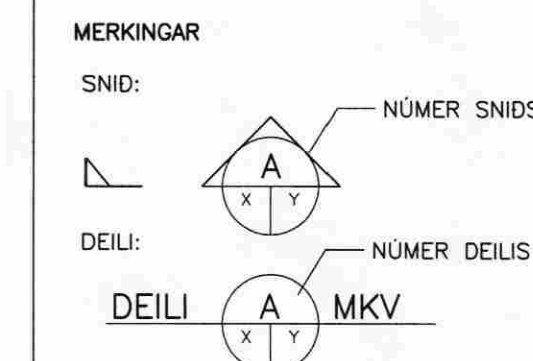 MERKINGAR
SNIÐ:
NÚMER SNIÐS
A
X Y
DEILI:
NÚMER DEILIS
DEILI A MKV
X Y